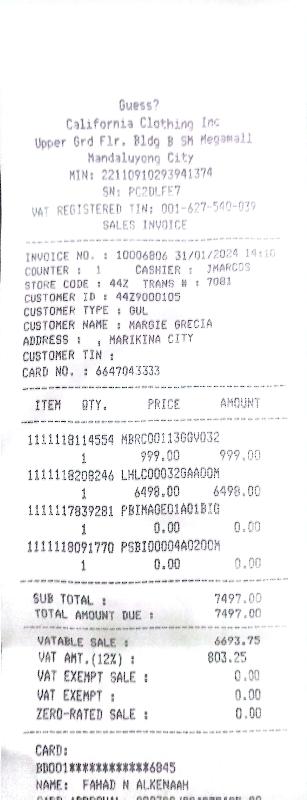 Guess?
California Clothing Inc
Upper Grd Flr. Bldg B SM Megamall
Mandaluyong City
MIN: 22110910293941374
SN: PC2DLFE7
VAT REGISTERED TIN: 001-627-540-039
SALES INVOICE
INVOICE NO. : 10006806 31/01/2024 14:10
COUNTER : 1 CASHIER : JMARCOS
STORE CODE : 44Z TRANS # : 7081
CUSTOMER ID : 44Z9000105
CUSTOMER TYPE : GUL
CUSTOMER NAME : MARGIE GRECIA
ADDRESS : , MARIKINA CITY
CUSTOMER TIN :
CARD NO. : 6647043333
ITEM QTY. PRICE AMOUNT
1111118114554 MBRC00113GGVO32
1 999.00 999.00
1111118208246 LHLC00032GAAOOM
1 6498.00 6498.00
1111117839281 PBIMAGE01A01BIG
1 0.00 0.00
1111118091770 PSBI00004A020OM
1 0.00 0.00
SUB TOTAL : 7497.00
TOTAL AMOUNT DUE : 7497.00
VATABLE SALE : 6693.75
VAT AMT.(12%) : 803.25
VAT EXEMPT SALE : 0.00
VAT EXEMPT : 0.00
ZERO-RATED SALE : 0.00
CARD:
BDO01************6845
NAME: FAHAD N ALKENAAH